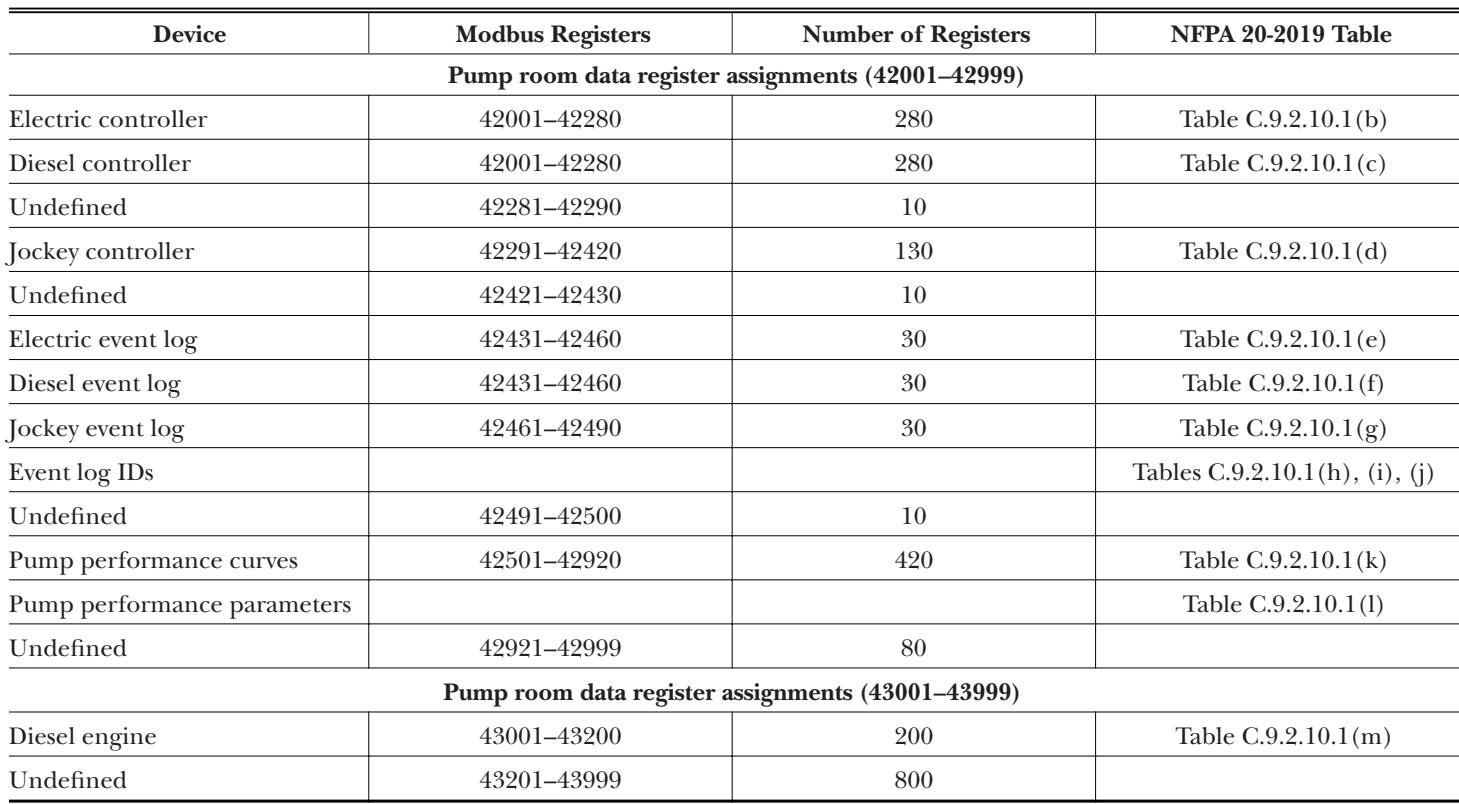 Device Modbus Registers Number of Registers NFPA 20-2019 Table
Pump room data register assignments (42001–42999)
Electric controller 42001–42280 280 Table C.9.2.10.1(b)
Diesel controller 42001–42280 280 Table C.9.2.10.1(c)
Undefined 42281–42290 10
Jockey controller 42291–42420 130 Table C.9.2.10.1(d)
Undefined 42421–42430 10
Electric event log 42431–42460 30 Table C.9.2.10.1(e)
Diesel event log 42431–42460 30 Table C.9.2.10.1(f)
Jockey event log 42461–42490 30 Table C.9.2.10.1(g)
Event log IDs Tables C.9.2.10.1(h), (i), (j)
Undefined 42491–42500 10
Pump performance curves 42501–42920 420 Table C.9.2.10.1(k)
Pump performance parameters Table C.9.2.10.1(l)
Undefined 42921–42999 80
Pump room data register assignments (43001–43999)
Diesel engine 43001–43200 200 Table C.9.2.10.1(m)
Undefined 43201–43999 800